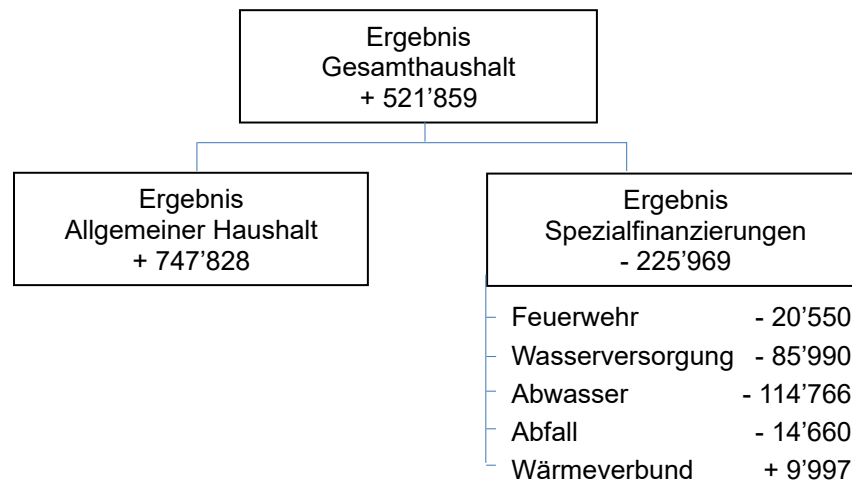 Ergebnis
Gesamthaushalt
+ 521’859
Ergebnis
Allgemeiner Haushalt
+ 747’828
Ergebnis
Spezialfinanzierungen
- 225’969
Feuerwehr - 20’550
Wasserversorgung - 85’990
Abwasser - 114’766
Abfall - 14’660
Wärmeverbund + 9’997